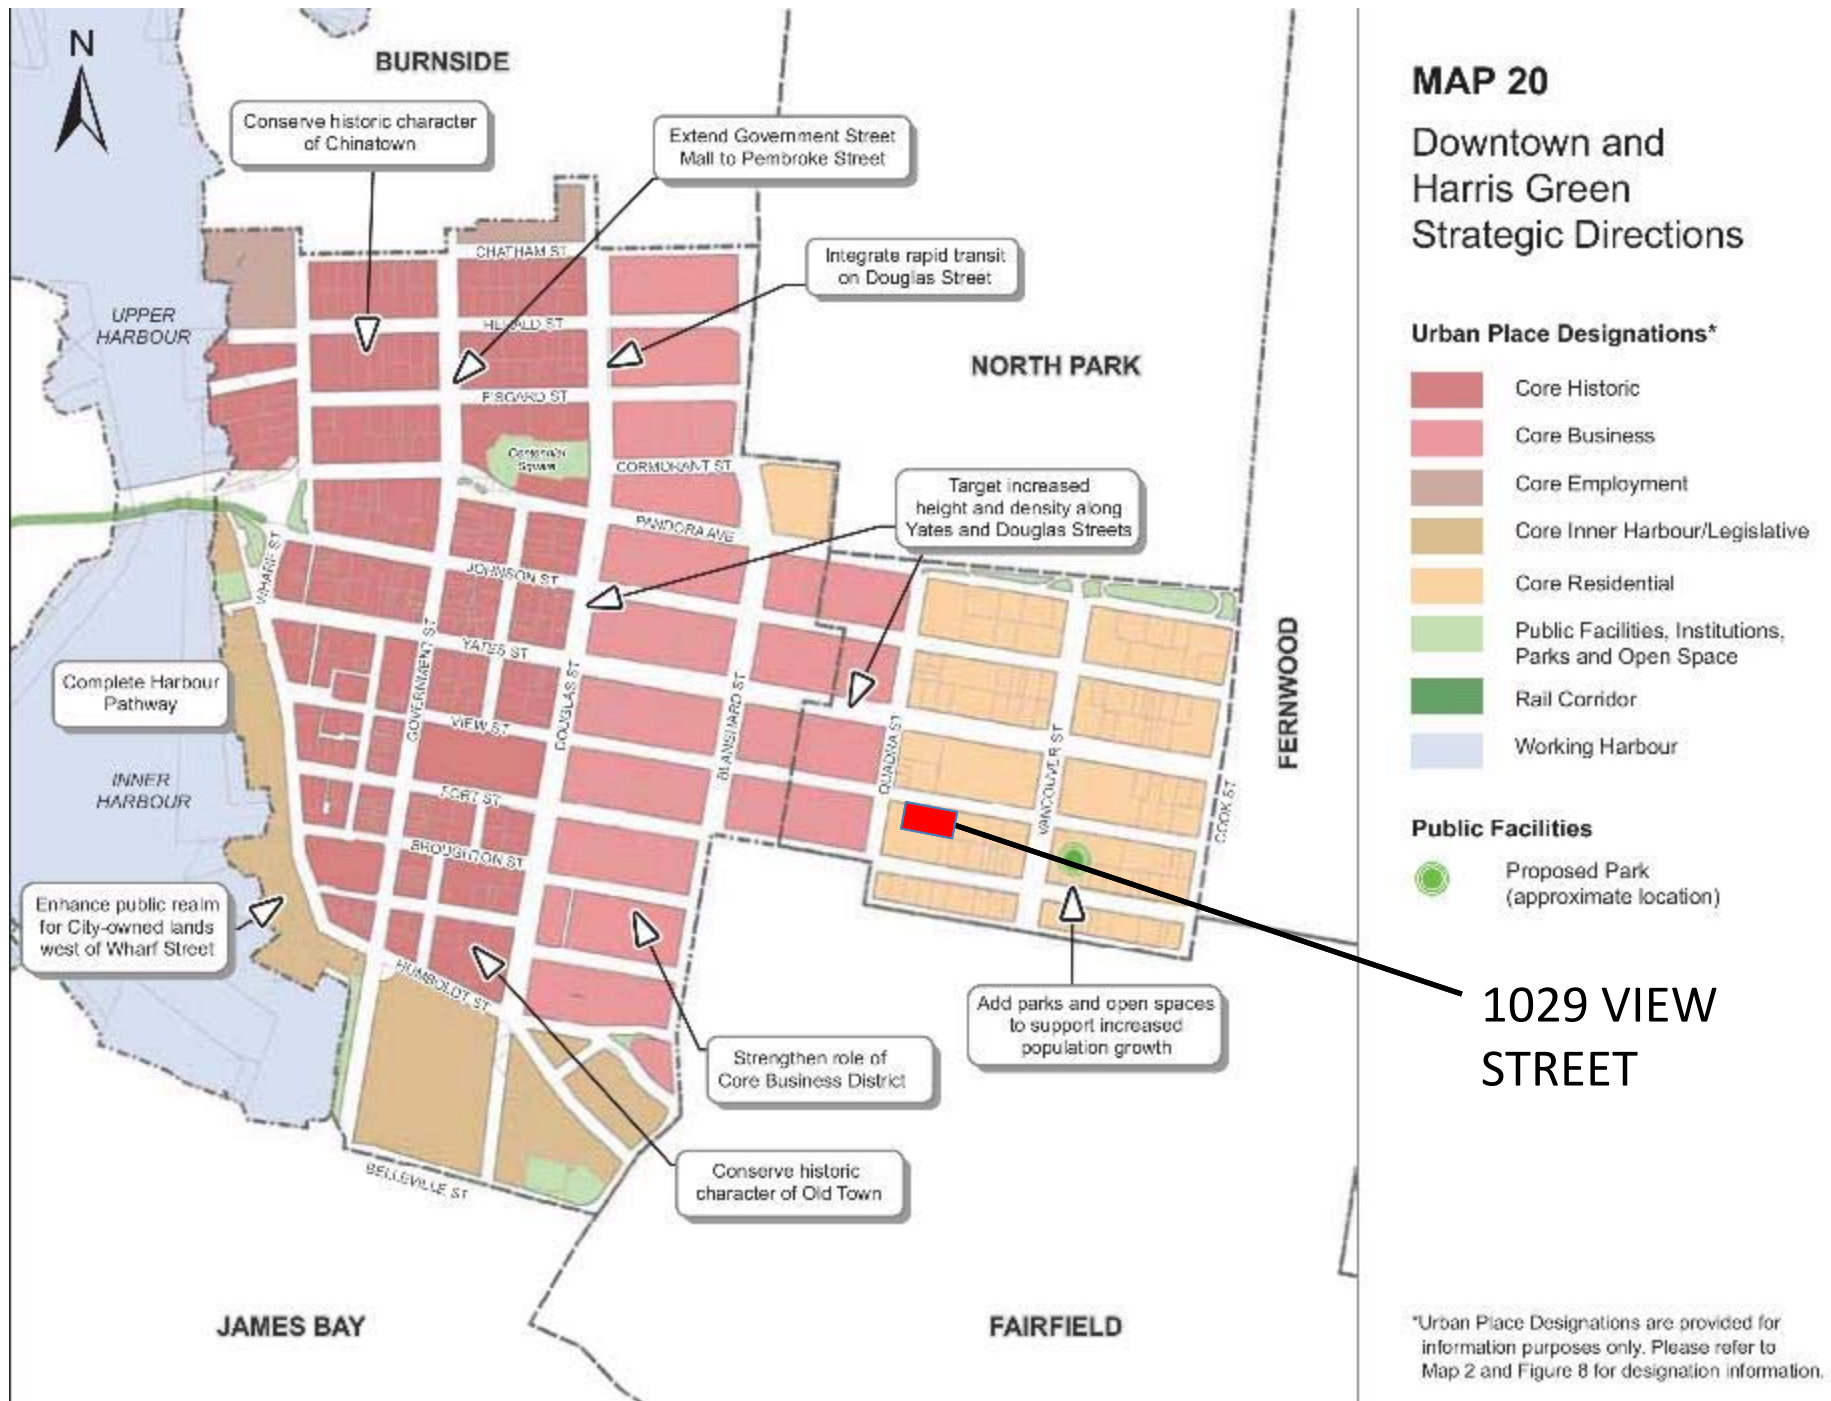 N
BURNSIDE
Conserve historic character
of Chinatown
Extend Government Street
Mall to Pembroke Street
Integrate rapid transit
on Douglas Street
CHATHAM ST
UPPER
HARBOUR
HERALD ST
NORTH PARK
FISGARD ST
Centennial
Square
CORMORANT ST
Target increased
height and density along
Yates and Douglas Streets
PANDORA AVE
WHARF ST
JOHNSON ST
YATES ST
GOVERNMENT ST
DOUGLAS ST
BLANSHARD ST
QUADRA ST
VANCOUVER ST
COOK ST
FERNWOOD
Complete Harbour
Pathway
VIEW ST
INNER
HARBOUR
FORT ST
BROUGHTON ST
Enhance public realm
for City-owned lands
west of Wharf Street
HUMBOLDT ST
Add parks and open spaces
to support increased
population growth
Strengthen role of
Core Business District
Conserve historic
character of Old Town
BELLEVILLE ST
JAMES BAY
FAIRFIELD
MAP 20
Downtown and
Harris Green
Strategic Directions
Urban Place Designations*
Core Historic
Core Business
Core Employment
Core Inner Harbour/Legislative
Core Residential
Public Facilities, Institutions,
Parks and Open Space
Rail Corridor
Working Harbour
Public Facilities
Proposed Park
(approximate location)
1029 VIEW
STREET
*Urban Place Designations are provided for
information purposes only. Please refer to
Map 2 and Figure 8 for designation information.